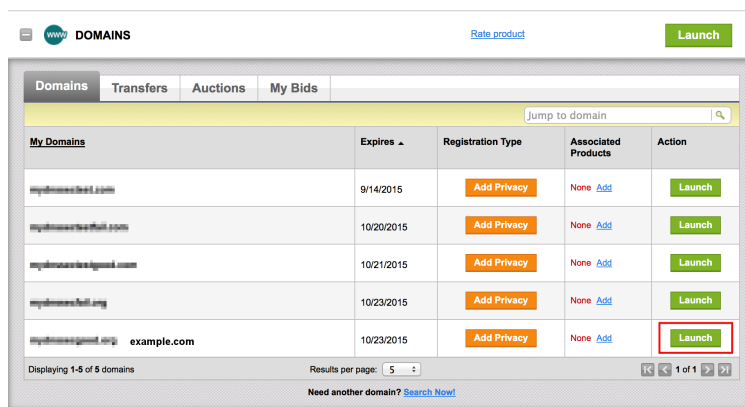 www DOMAINS Rate product Launch
Domains Transfers Auctions My Bids
Jump to domain
My Domains Expires Registration Type Associated Products Action
9/14/2015 Add Privacy None Add Launch
10/20/2015 Add Privacy None Add Launch
10/21/2015 Add Privacy None Add Launch
10/23/2015 Add Privacy None Add Launch
example.com 10/23/2015 Add Privacy None Add Launch
Displaying 1-5 of 5 domains Results per page: 5 1 of 1
Need another domain? Search Now!